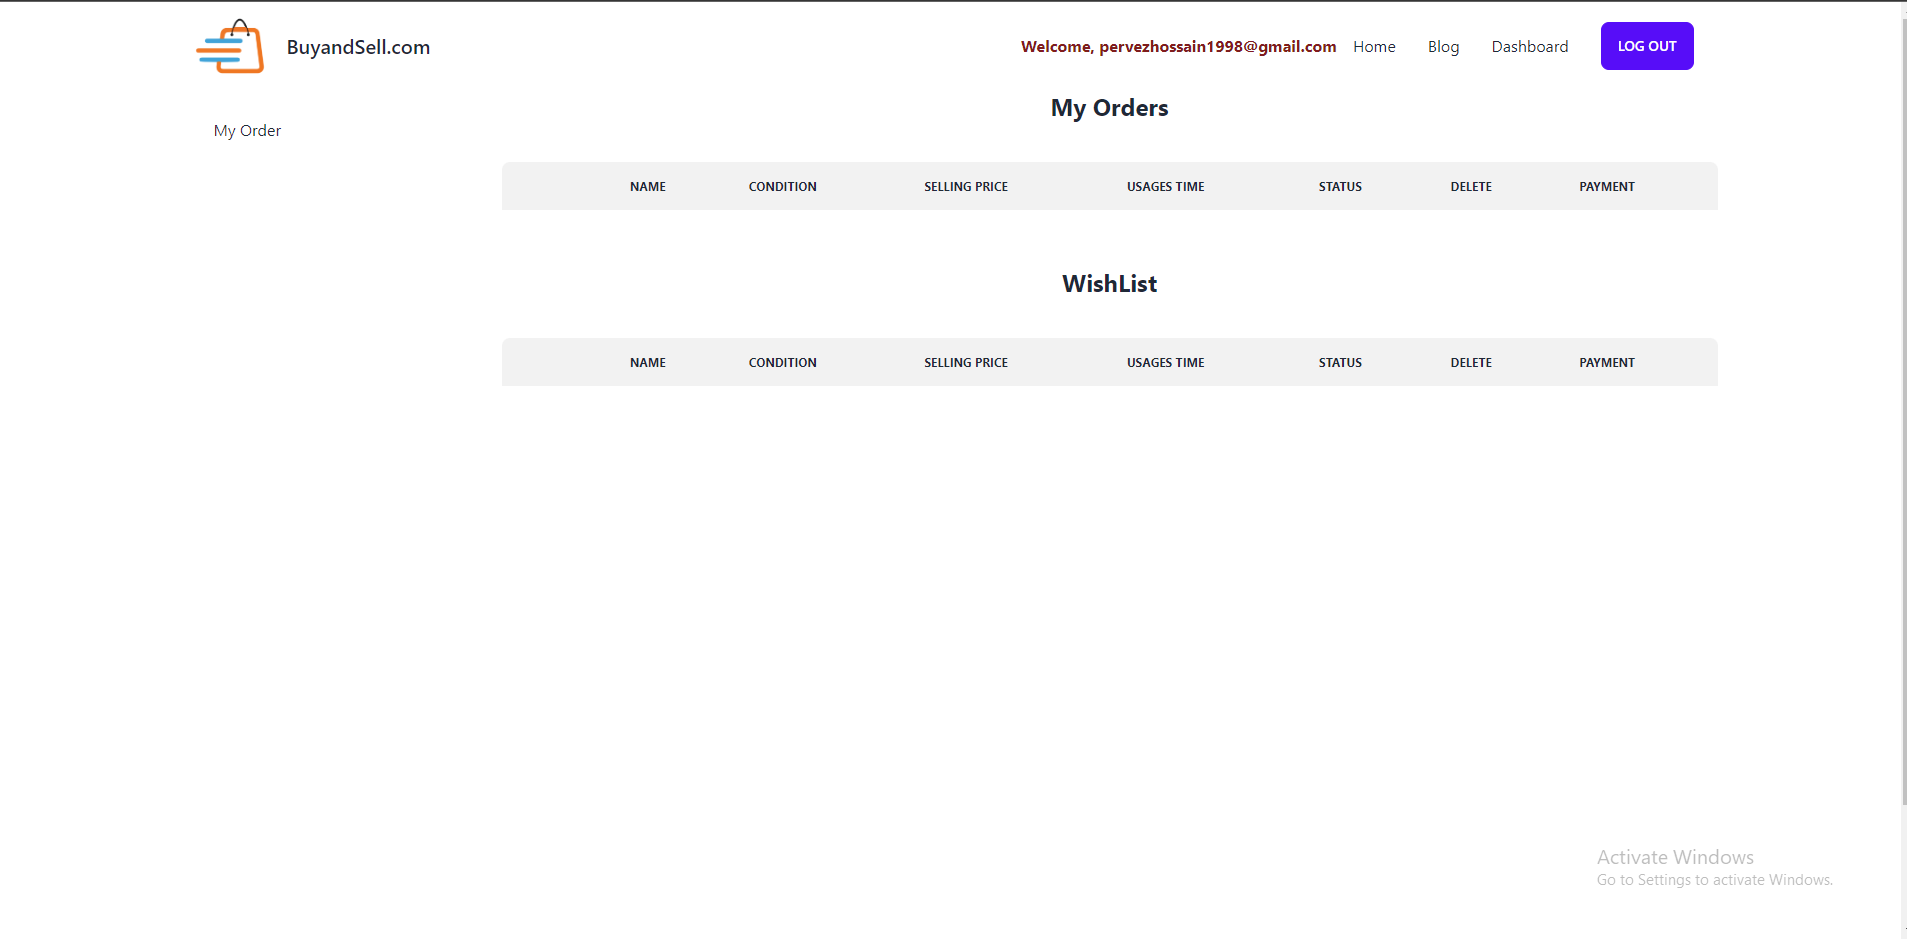 BuyandSell.com
Welcome, pervezhossain1998@gmail.com Home Blog Dashboard LOG OUT
My Order
My Orders
NAME CONDITION SELLING PRICE USAGES TIME STATUS DELETE PAYMENT
WishList
NAME CONDITION SELLING PRICE USAGES TIME STATUS DELETE PAYMENT
Activate Windows
Go to Settings to activate Windows.